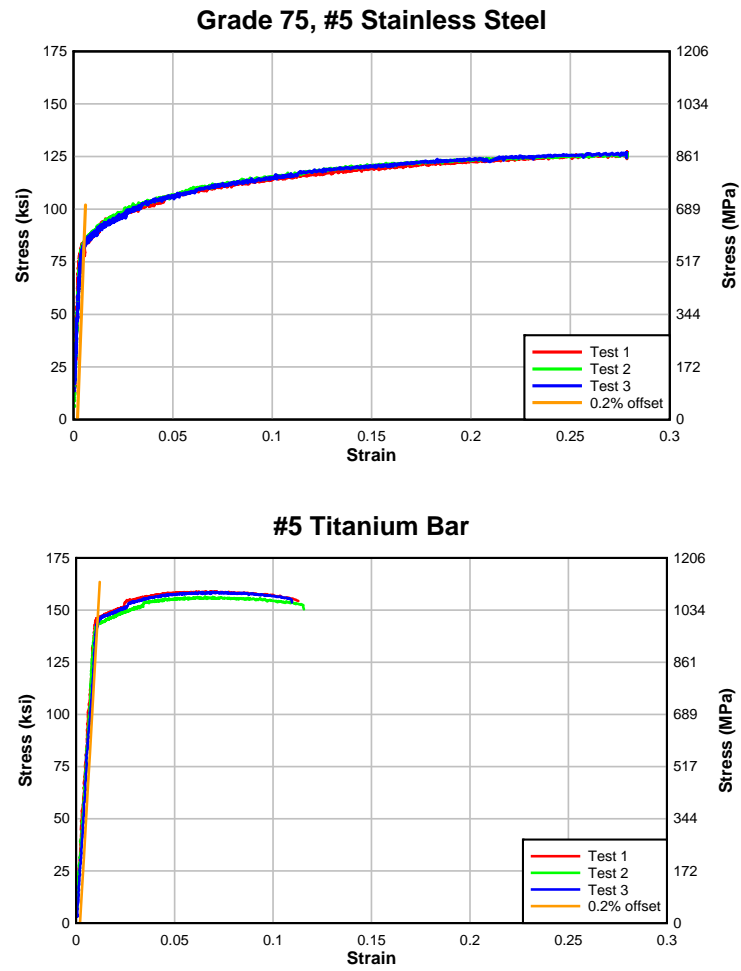 Grade 75, #5 Stainless Steel
175
150
125
100
75
50
25
0
Stress (ksi)
1206
1034
861
689
517
344
172
0
Stress (MPa)
Test 1
Test 2
Test 3
0.2% offset
0 0.05 0.1 0.15 0.2 0.25 0.3
Strain
#5 Titanium Bar
175
150
125
100
75
50
25
0
Stress (ksi)
1206
1034
861
689
517
344
172
0
Stress (MPa)
Test 1
Test 2
Test 3
0.2% offset
0 0.05 0.1 0.15 0.2 0.25 0.3
Strain